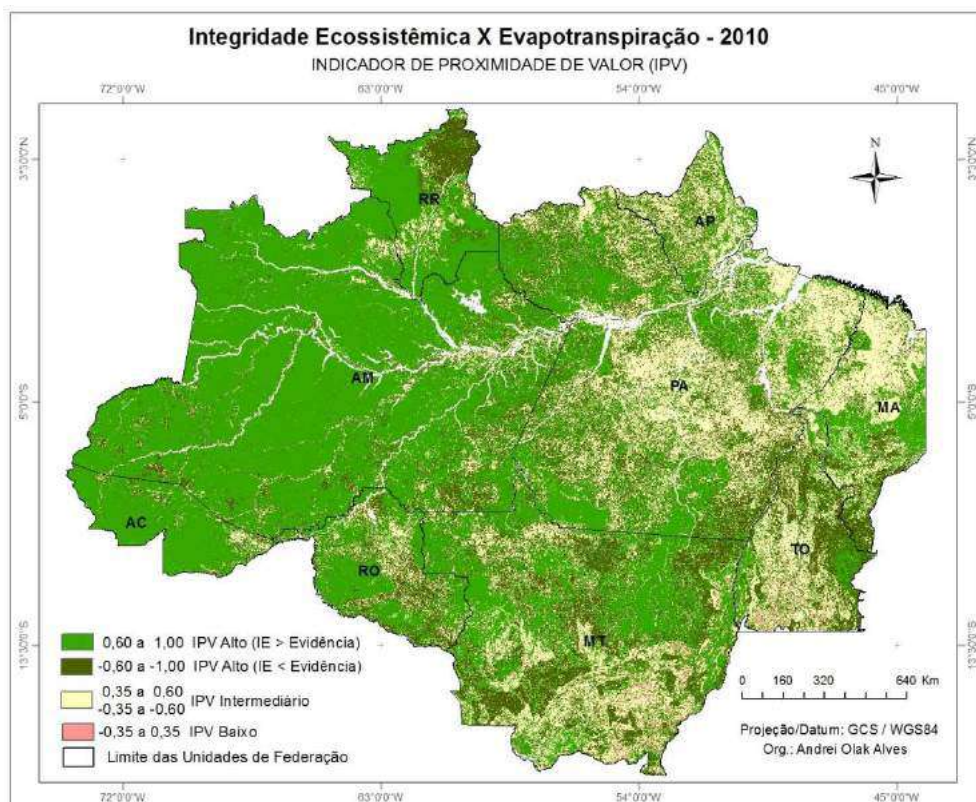 Integridade Ecossistêmica X Evapotranspiração - 2010
INDICADOR DE PROXIMIDADE DE VALOR (IPV)
72°0'0"W 63°0'0"W 54°0'0"W 45°0'0"W
3°30'0"N 3°30'0"N
N
RR
AP
AM
PA
5°0'0"S 5°0'0"S
MA
AC
TO
RO
MT
13°30'0"S 13°30'0"S
0,60 a 1,00 IPV Alto (IE > Evidência)
-0,60 a -1,00 IPV Alto (IE < Evidência)
0,35 a 0,60
-0,35 a -0,60 IPV Intermediário
-0,35 a 0,35 IPV Baixo
Limite das Unidades de Federação
0 160 320 640 Km
Projeção/Datum: GCS / WGS84
Org.: Andrei Olak Alves
72°0'0"W 63°0'0"W 54°0'0"W 45°0'0"W